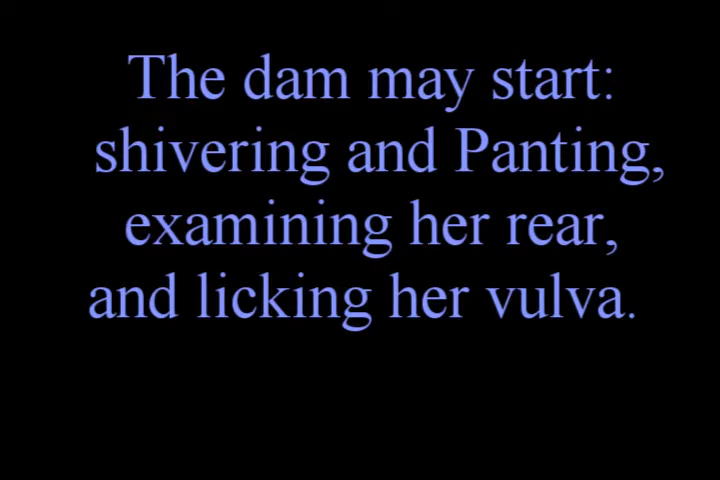 The dam may start:
shivering and Panting,
examining her rear,
and licking her vulva.